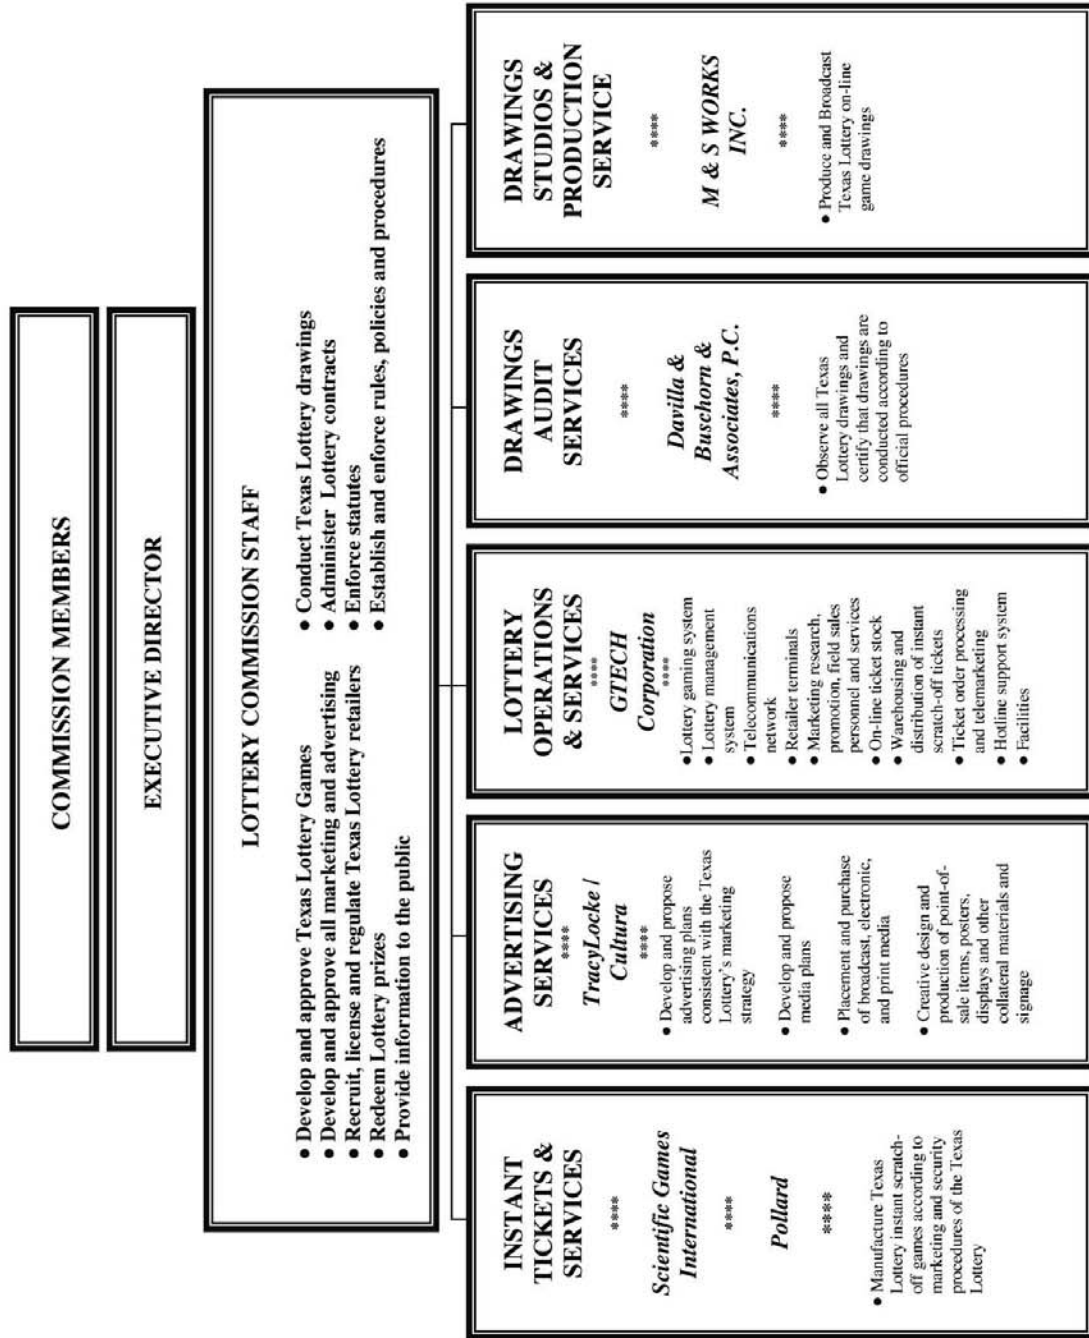 COMMISSION MEMBERS
EXECUTIVE DIRECTOR
LOTTERY COMMISSION STAFF
● Develop and approve Texas Lottery Games
● Develop and approve all marketing and advertising
● Recruit, license and regulate Texas Lottery retailers
● Redeem Lottery prizes
● Provide information to the public
● Conduct Texas Lottery drawings
● Administer Lottery contracts
● Enforce statutes
● Establish and enforce rules, policies and procedures
INSTANT
TICKETS &
SERVICES
****
Scientific Games
International
****
Pollard
****
● Manufacture Texas
Lottery instant scratch-
off games according to
marketing and security
procedures of the Texas
Lottery
ADVERTISING
SERVICES
****
TracyLocke /
Cultura
****
● Develop and propose
advertising plans
consistent with the Texas
Lottery's marketing
strategy
● Develop and propose
media plans
● Placement and purchase
of broadcast, electronic,
and print media
● Creative design and
production of point-of-
sale items, posters,
displays and other
collateral materials and
signage
LOTTERY
OPERATIONS
& SERVICES
****
GTECH
Corporation
****
● Lottery gaming system
● Lottery management
system
● Telecommunications
network
● Retailer terminals
● Marketing research,
promotion, field sales
personnel and services
● On-line ticket stock
● Warehousing and
distribution of instant
scratch-off tickets
● Ticket order processing
and telemarketing
● Hotline support system
● Facilities
DRAWINGS
AUDIT
SERVICES
****
Davilla &
Buschorn &
Associates, P.C.
****
● Observe all Texas
Lottery drawings and
certify that drawings are
conducted according to
official procedures
DRAWINGS
STUDIOS &
PRODUCTION
SERVICE
****
M & S WORKS
INC.
****
● Produce and Broadcast
Texas Lottery on-line
game drawings